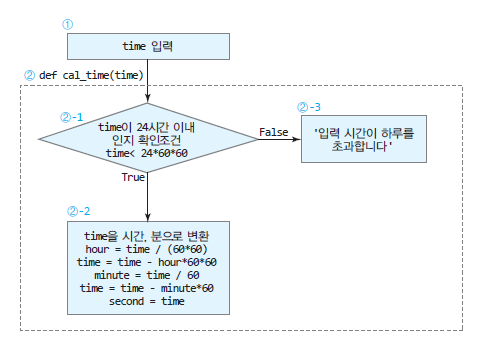 ①
time 입력
② def cal_time(time)
②-1
time이 24시간 이내
인지 확인조건
time< 24*60*60
False
True
②-3
'입력 시간이 하루를
초과합니다'
②-2
time을 시간, 분으로 변환
hour = time / (60*60)
time = time - hour*60*60
minute = time / 60
time = time - minute*60
second = time